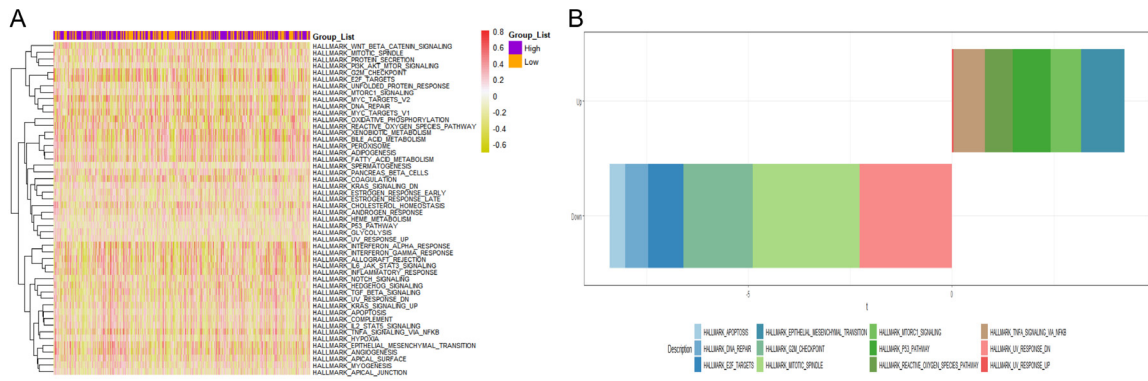 A
Group_List
HALLMARK_WNT_BETA_CATENIN_SIGNALING
HALLMARK_MITOTIC_SPINDLE
HALLMARK_PROTEIN_SECRETION
HALLMARK_PI3K_AKT_MTOR_SIGNALING
HALLMARK_G2M_CHECKPOINT
HALLMARK_E2F_TARGETS
HALLMARK_UNFOLDED_PROTEIN_RESPONSE
HALLMARK_MTORC1_SIGNALING
HALLMARK_MYC_TARGETS_V2
HALLMARK_DNA_REPAIR
HALLMARK_MYC_TARGETS_V1
HALLMARK_OXIDATIVE_PHOSPHORYLATION
HALLMARK_REACTIVE_OXYGEN_SPECIES_PATHWAY
HALLMARK_XENOBIOTIC_METABOLISM
HALLMARK_BILE_ACID_METABOLISM
HALLMARK_PEROXISOME
HALLMARK_ADIPOGENESIS
HALLMARK_FATTY_ACID_METABOLISM
HALLMARK_SPERMATOGENESIS
HALLMARK_PANCREAS_BETA_CELLS
HALLMARK_COAGULATION
HALLMARK_KRAS_SIGNALING_DN
HALLMARK_ESTROGEN_RESPONSE_EARLY
HALLMARK_ESTROGEN_RESPONSE_LATE
HALLMARK_CHOLESTEROL_HOMEOSTASIS
HALLMARK_ANDROGEN_RESPONSE
HALLMARK_HEME_METABOLISM
HALLMARK_P53_PATHWAY
HALLMARK_GLYCOLYSIS
HALLMARK_UV_RESPONSE_UP
HALLMARK_INTERFERON_ALPHA_RESPONSE
HALLMARK_INTERFERON_GAMMA_RESPONSE
HALLMARK_ALLOGRAFT_REJECTION
HALLMARK_IL6_JAK_STAT3_SIGNALING
HALLMARK_INFLAMMATORY_RESPONSE
HALLMARK_NOTCH_SIGNALING
HALLMARK_HEDGEHOG_SIGNALING
HALLMARK_TGF_BETA_SIGNALING
HALLMARK_UV_RESPONSE_DN
HALLMARK_KRAS_SIGNALING_UP
HALLMARK_APOPTOSIS
HALLMARK_COMPLEMENT
HALLMARK_IL2_STAT5_SIGNALING
HALLMARK_TNFA_SIGNALING_VIA_NFKB
HALLMARK_HYPOXIA
HALLMARK_EPITHELIAL_MESENCHYMAL_TRANSITION
HALLMARK_ANGIOGENESIS
HALLMARK_APICAL_SURFACE
HALLMARK_MYOGENESIS
HALLMARK_APICAL_JUNCTION
0.8
0.6
0.4
0.2
0
-0.2
-0.4
-0.6
Group_List
High
Low
B
Up
Down
-5
0
t
Description
HALLMARK_APOPTOSIS
HALLMARK_DNA_REPAIR
HALLMARK_E2F_TARGETS
HALLMARK_EPITHELIAL_MESENCHYMAL_TRANSITION
HALLMARK_G2M_CHECKPOINT
HALLMARK_MITOTIC_SPINDLE
HALLMARK_MTORC1_SIGNALING
HALLMARK_P53_PATHWAY
HALLMARK_REACTIVE_OXYGEN_SPECIES_PATHWAY
HALLMARK_TNFA_SIGNALING_VIA_NFKB
HALLMARK_UV_RESPONSE_DN
HALLMARK_UV_RESPONSE_UP